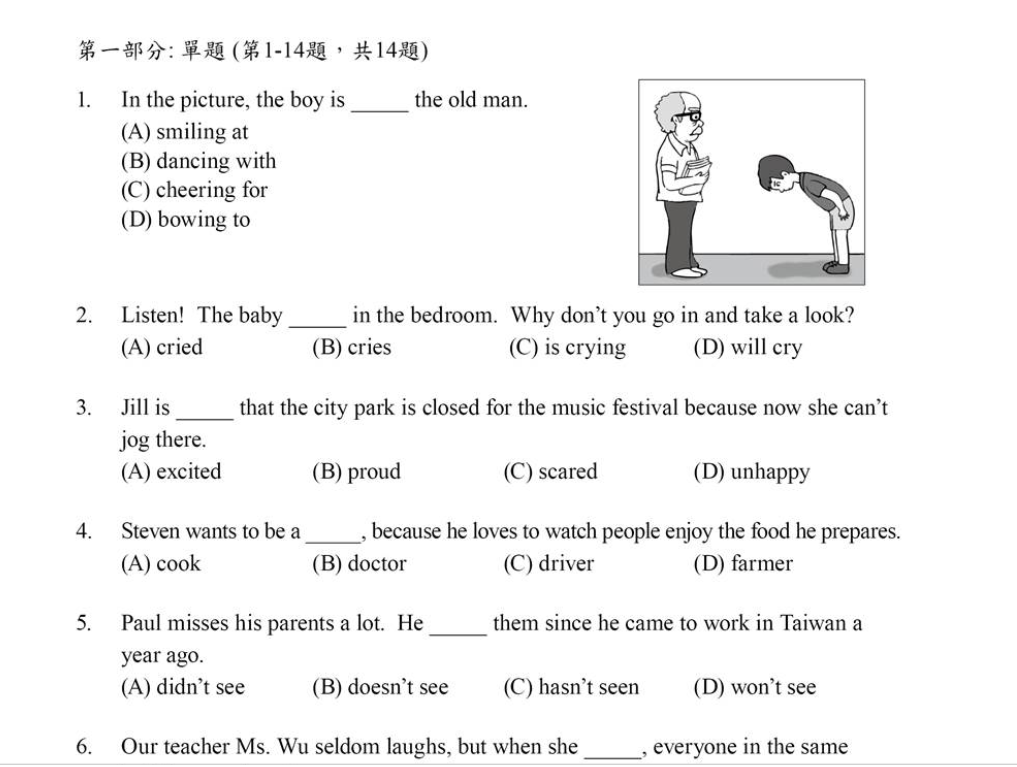 第一部分: 單題 (第1-14題，共14題)
1. In the picture, the boy is _____ the old man.
(A) smiling at
(B) dancing with
(C) cheering for
(D) bowing to
2. Listen! The baby _____ in the bedroom. Why don't you go in and take a look?
(A) cried (B) cries (C) is crying (D) will cry
3. Jill is _____ that the city park is closed for the music festival because now she can't
jog there.
(A) excited (B) proud (C) scared (D) unhappy
4. Steven wants to be a _____, because he loves to watch people enjoy the food he prepares.
(A) cook (B) doctor (C) driver (D) farmer
5. Paul misses his parents a lot. He _____ them since he came to work in Taiwan a
year ago.
(A) didn't see (B) doesn't see (C) hasn't seen (D) won't see
6. Our teacher Ms. Wu seldom laughs, but when she _____, everyone in the same